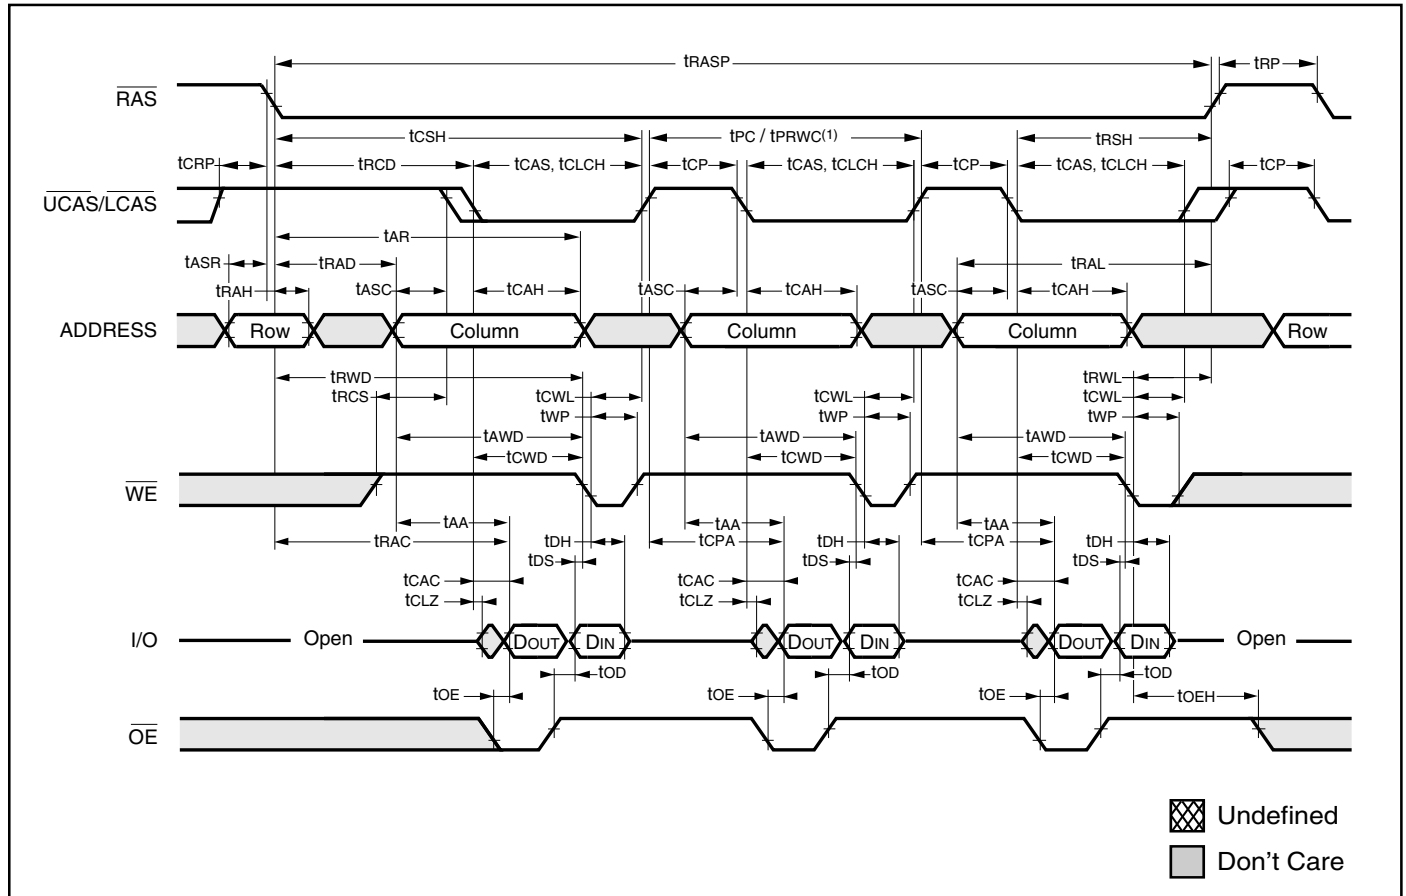 tRASP tRP
RAS
tCSH tPC / tPRWC(1) tRSH
tCRP tRCD tCAS, tCLCH tCP tCAS, tCLCH tCP tCAS, tCLCH tCP
UCAS/LCAS
tAR
tASR tRAD tRAL
tRAH tASC tCAH tASC tCAH tASC tCAH
ADDRESS Row Column Column Column Row
tRWD tRWL
tRCS tCWL tCWL tCWL
tWP tWP tWP
tAWD tAWD tAWD
tCWD tCWD tCWD
WE
tAA tAA tAA
tRAC tDH tCPA tDH tCPA tDH
tDS tDS tDS
tCAC tCAC tCAC
tCLZ tCLZ tCLZ
I/O Open DOUT DIN DOUT DIN DOUT DIN Open
tOD tOD tOD
tOE tOE tOE tOEH
OE
Undefined
Don't Care